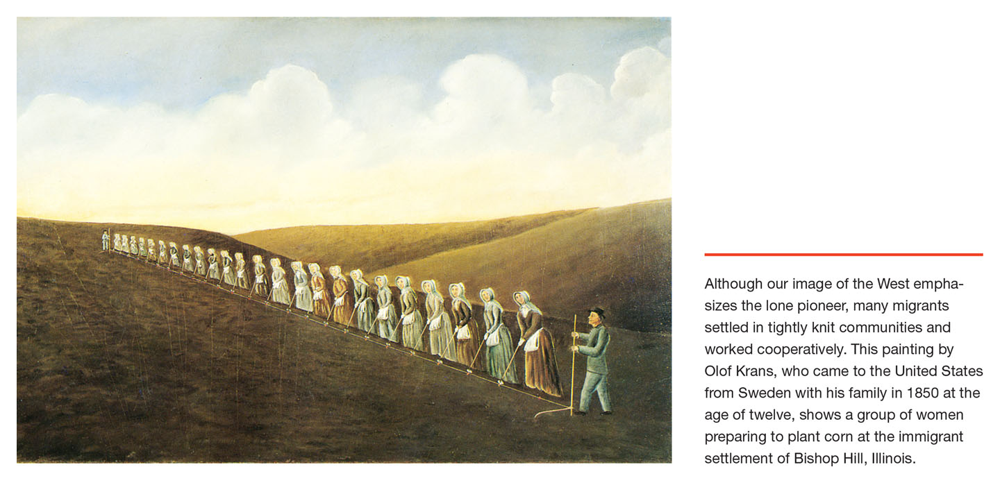 Although our image of the West empha-
sizes the lone pioneer, many migrants
settled in tightly knit communities and
worked cooperatively. This painting by
Olof Krans, who came to the United States
from Sweden with his family in 1850 at the
age of twelve, shows a group of women
preparing to plant corn at the immigrant
settlement of Bishop Hill, Illinois.